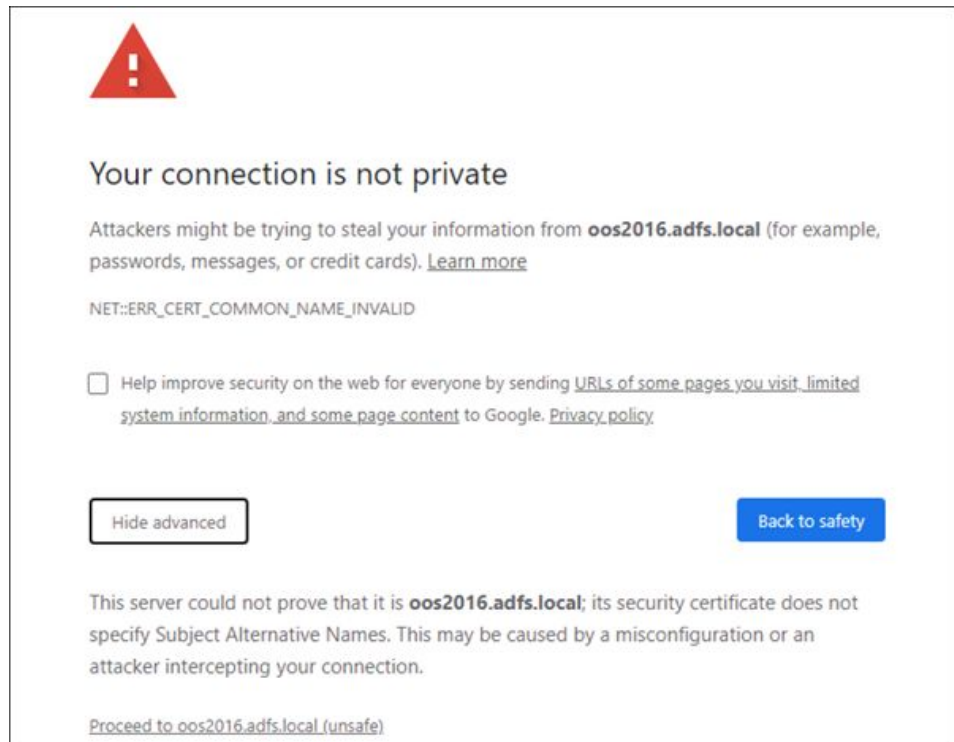 Your connection is not private
Attackers might be trying to steal your information from oos2016.adfs.local (for example,
passwords, messages, or credit cards). Learn more
NET::ERR_CERT_COMMON_NAME_INVALID
Help improve security on the web for everyone by sending URLs of some pages you visit, limited
system information, and some page content to Google. Privacy policy
Hide advanced
Back to safety
This server could not prove that it is oos2016.adfs.local; its security certificate does not
specify Subject Alternative Names. This may be caused by a misconfiguration or an
attacker intercepting your connection.
Proceed to oos2016.adfs.local (unsafe)